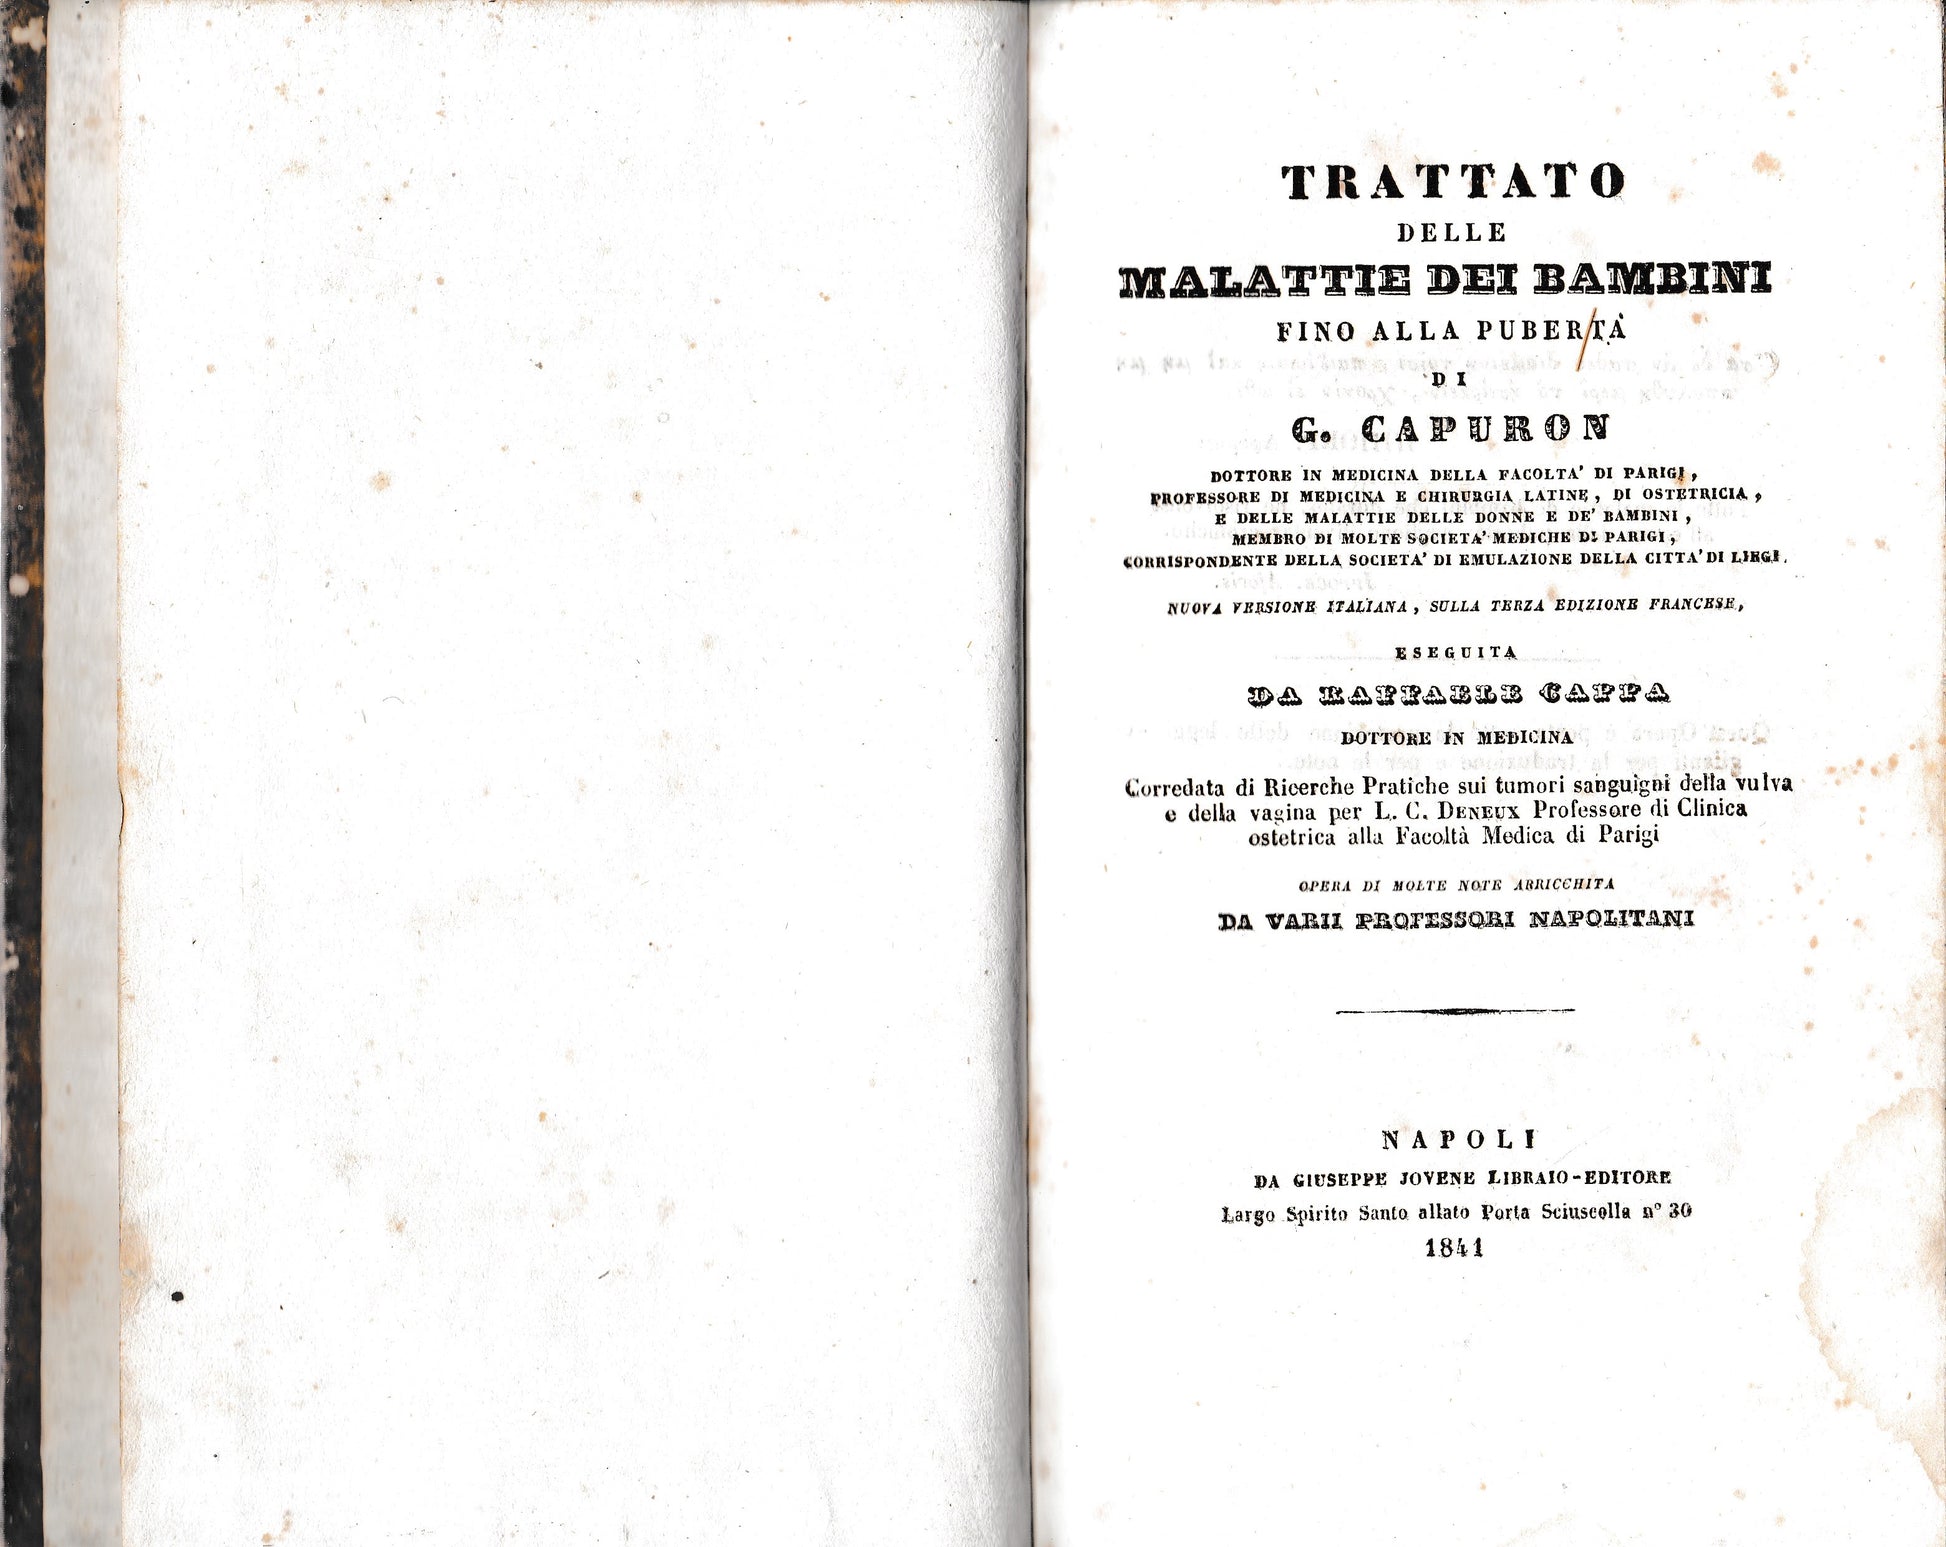 TRATTATO
DELLE
MALATTIE DEI BAMBINI
FINO ALLA PUBERTÀ
DI
G. CAPURON
DOTTORE IN MEDICINA DELLA FACOLTA' DI PARIGI,
PROFESSORE DI MEDICINA E CHIRURGIA LATINE, DI OSTETRICIA,
E DELLE MALATTIE DELLE DONNE E DE' BAMBINI,
MEMBRO DI MOLTE SOCIETA' MEDICHE DI PARIGI,
CORRISPONDENTE DELLA SOCIETA' DI EMULAZIONE DELLA CITTA' DI LIEGI.
NUOVA VERSIONE ITALIANA, SULLA TERZA EDIZIONE FRANCESE,
ESEGUITA
DA RAFFAELE CAPPA
DOTTORE IN MEDICINA
Corredata di Ricerche Pratiche sui tumori sanguigni della vulva
e della vagina per L. C. DENEUX Professore di Clinica
ostetrica alla Facoltà Medica di Parigi
OPERA DI MOLTE NOTE ARRICCHITA
DA VARII PROFESSORI NAPOLITANI
NAPOLI
DA GIUSEPPE JOVENE LIBRAIO-EDITORE
Largo Spirito Santo allato Porta Sciuscella n° 30
1841